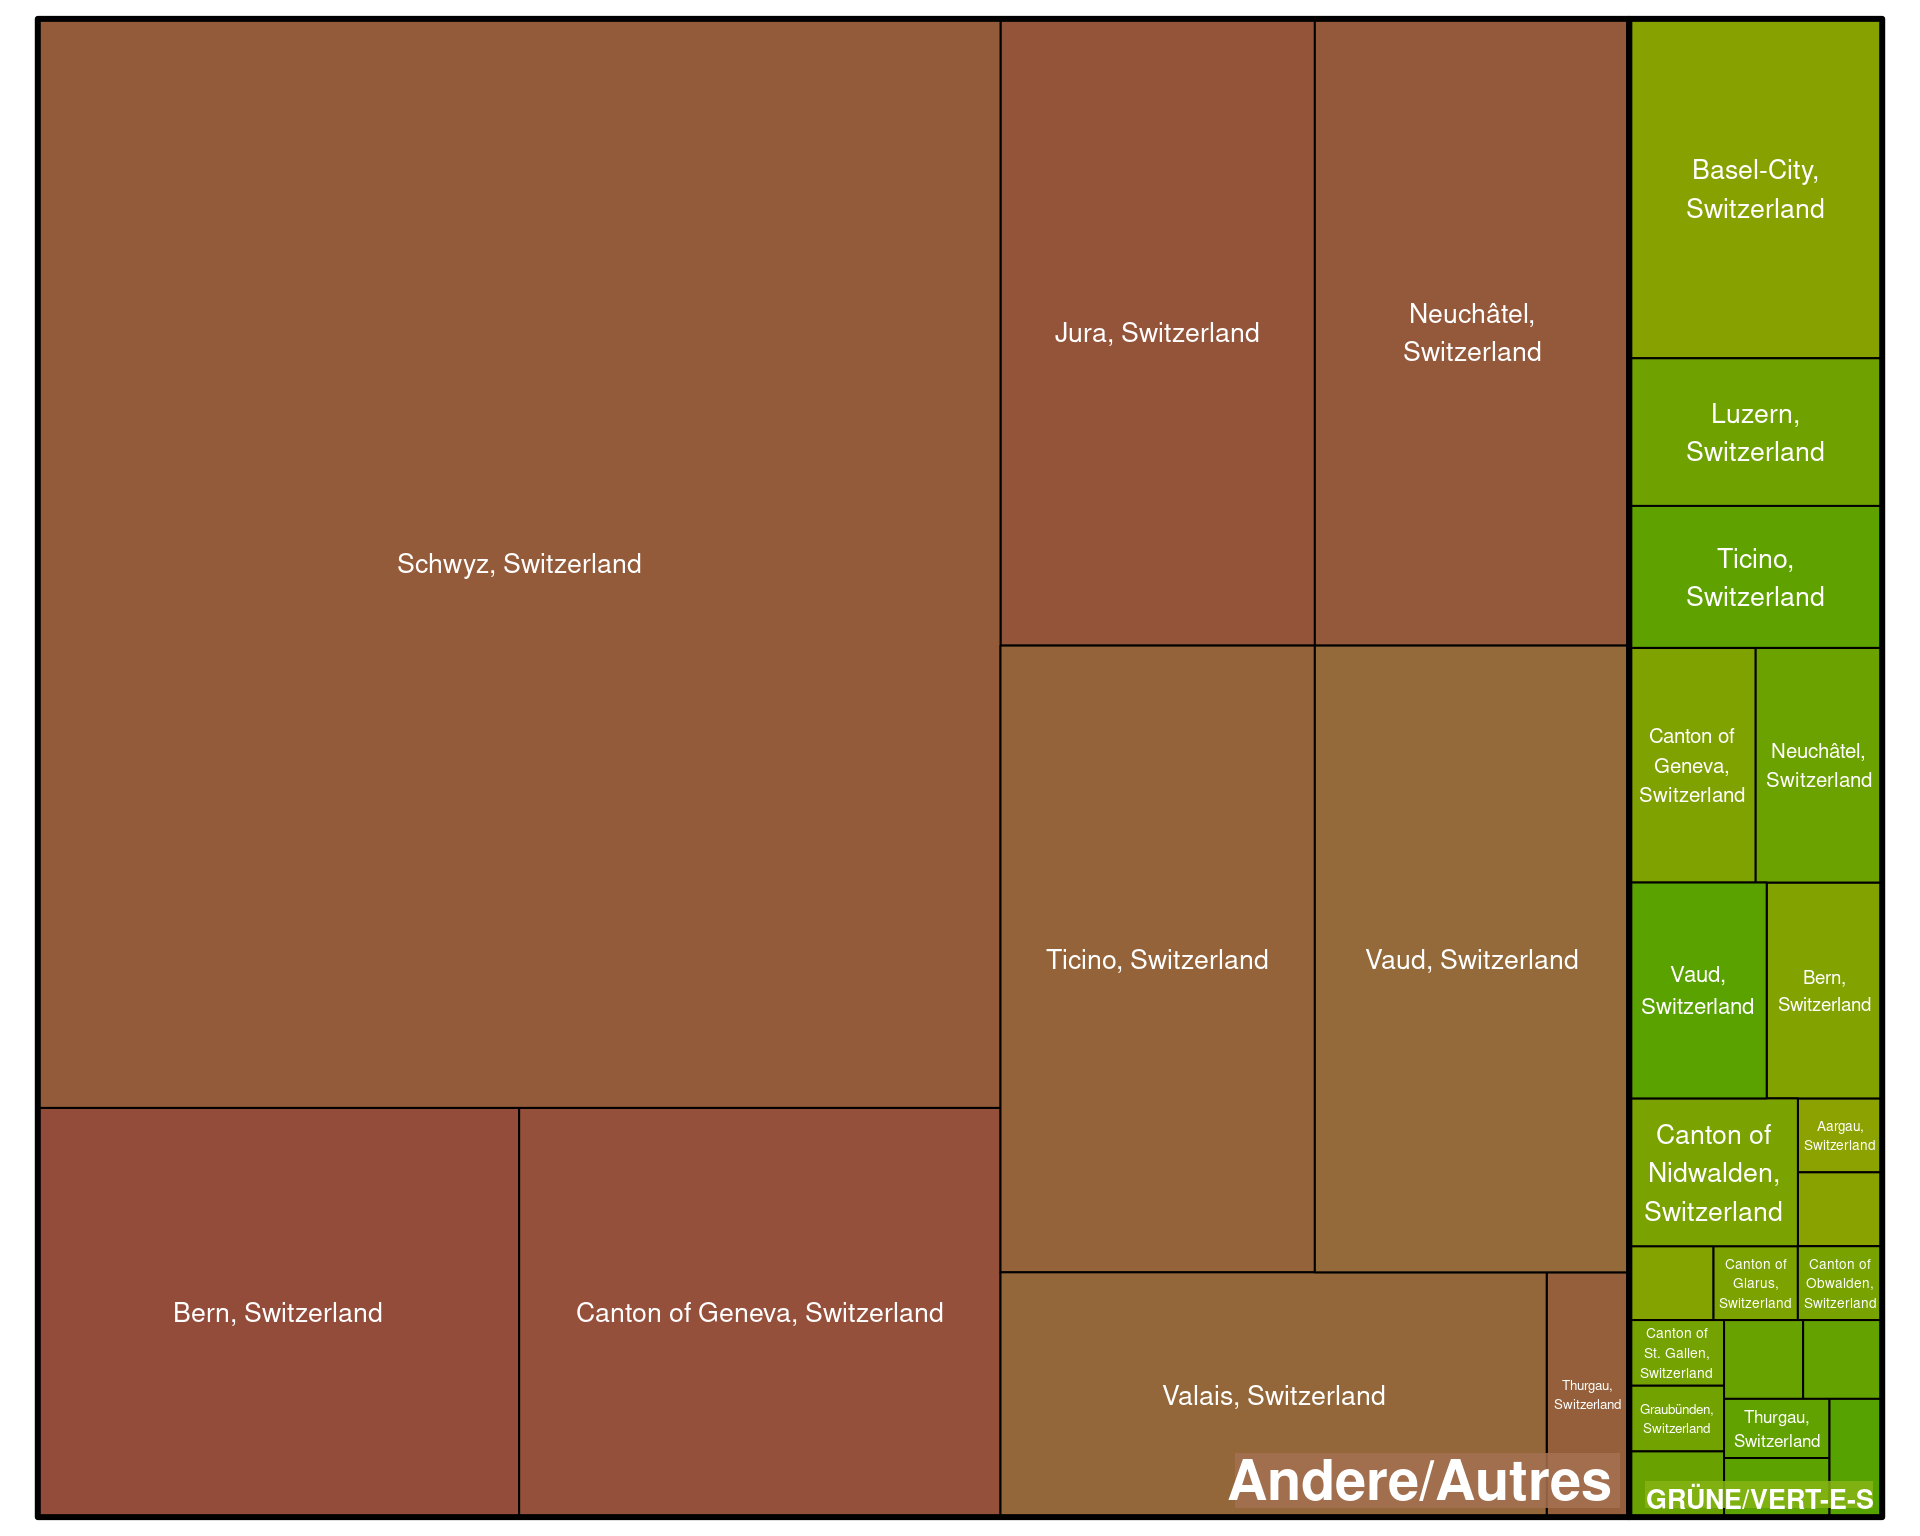 Schwyz, Switzerland
Bern, Switzerland
Canton of Geneva, Switzerland
Jura, Switzerland
Neuchâtel,
Switzerland
Ticino, Switzerland
Vaud, Switzerland
Valais, Switzerland
Thurgau,
Switzerland
Andere/Autres
Basel-City,
Switzerland
Luzern,
Switzerland
Ticino,
Switzerland
Canton of
Geneva,
Switzerland
Neuchâtel,
Switzerland
Vaud,
Switzerland
Bern,
Switzerland
Canton of
Nidwalden,
Switzerland
Aargau,
Switzerland
Canton of
Glarus,
Switzerland
Canton of
Obwalden,
Switzerland
Canton of
St. Gallen,
Switzerland
Graubünden,
Switzerland
Thurgau,
Switzerland
GRÜNE/VERT-E-S